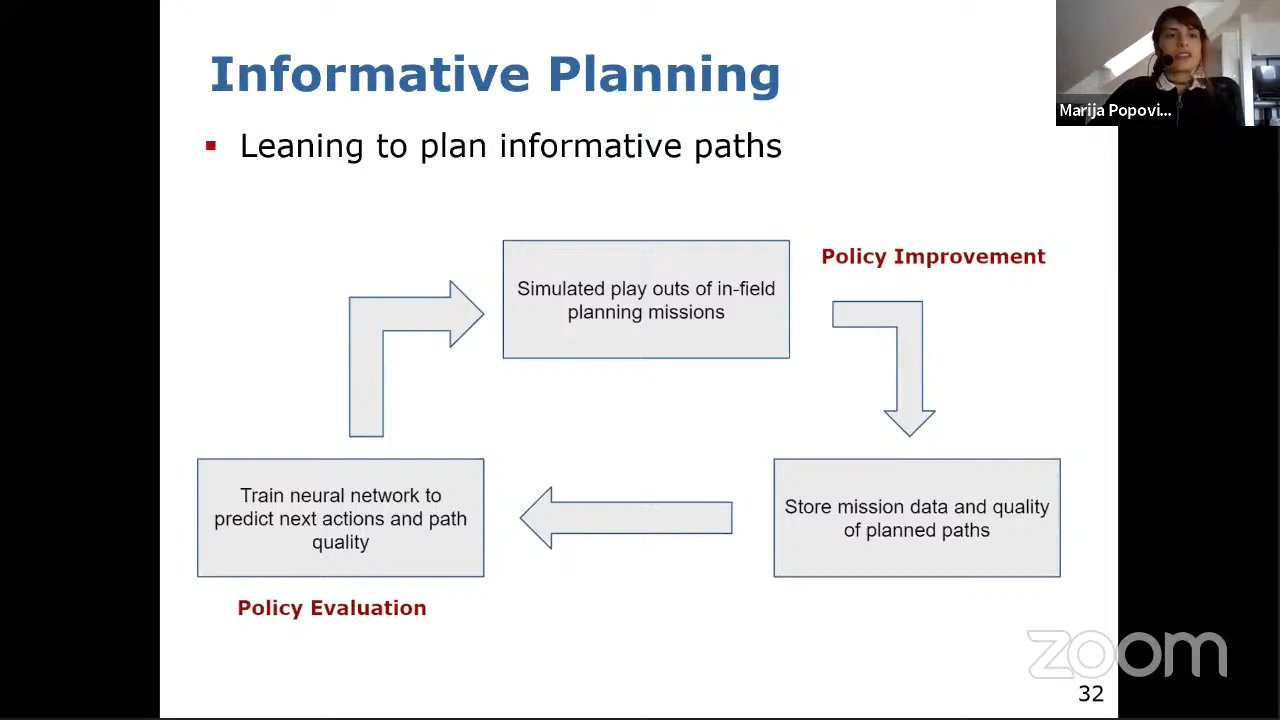 Informative Planning
Marija Popovi...
▪ Leaning to plan informative paths
Simulated play outs of in-field
planning missions
Policy Improvement
Train neural network to
predict next actions and path
quality
Store mission data and quality
of planned paths
Policy Evaluation
zoom
32